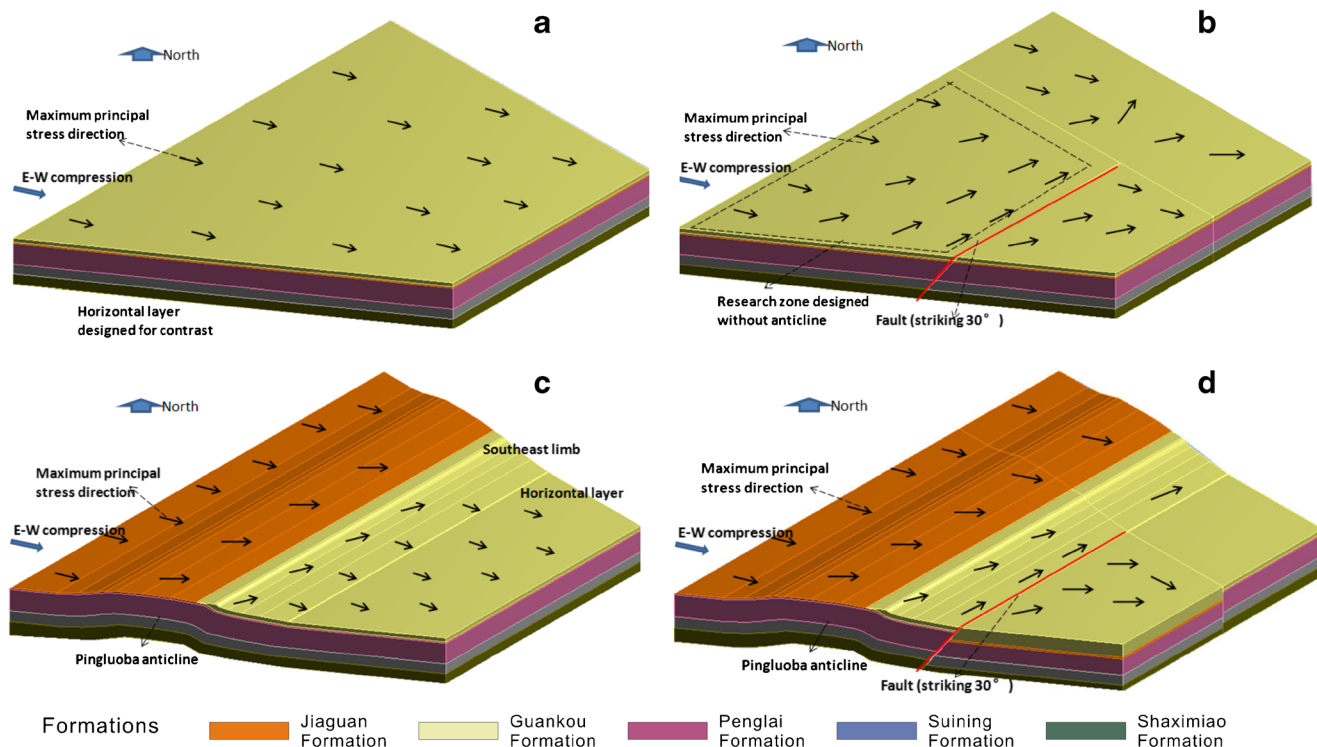 a
North
Maximum principal
stress direction
E-W compression
Horizontal layer
designed for contrast
b
North
Maximum principal
stress direction
E-W compression
Research zone designed
without anticline
Fault (striking 30° )
c
North
Southeast limb
Maximum principal
stress direction
Horizontal layer
E-W compression
Pingluoba anticline
d
North
Maximum principal
stress direction
E-W compression
Pingluoba anticline
Fault (striking 30° )
Formations
Jiaguan
Formation
Guankou
Formation
Penglai
Formation
Suining
Formation
Shaximiao
Formation